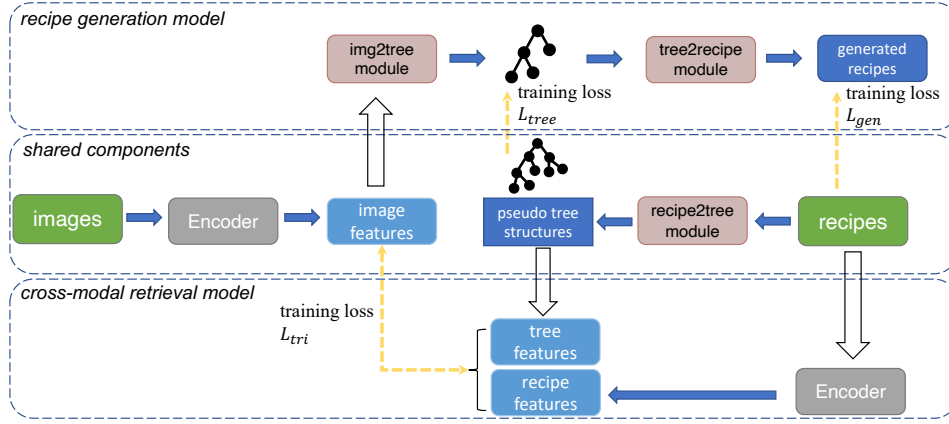 recipe generation model
img2tree
module
tree2recipe
module
generated
recipes
training loss
L_tree
training loss
L_gen
shared components
images
Encoder
image
features
pseudo tree
structures
recipe2tree
module
recipes
cross-modal retrieval model
training loss
L_tri
tree
features
recipe
features
Encoder